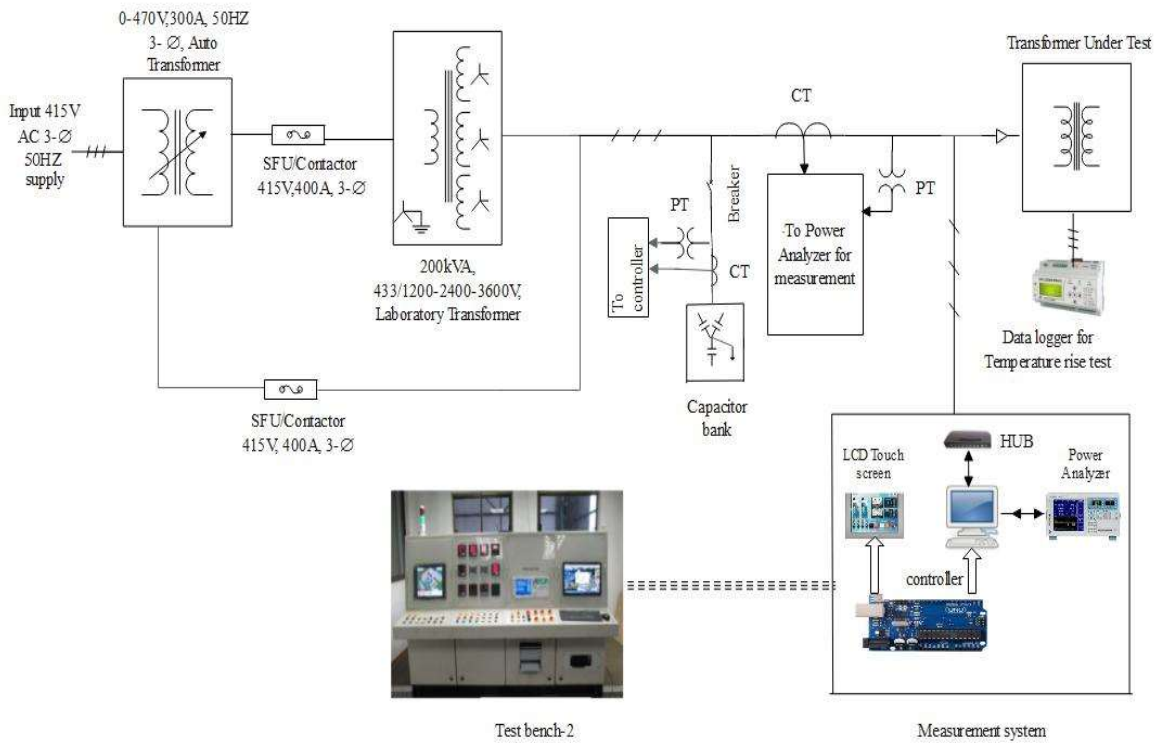 0-470V,300A, 50HZ
3- Ø, Auto
Transformer
Input 415V
AC 3-Ø
50HZ
supply
SFU/Contactor
415V,400A, 3-Ø
200kVA,
433/1200-2400-3600V,
Laboratory Transformer
SFU/Contactor
415V, 400A, 3-Ø
Breaker
PT
CT
To
controller
Capacitor
bank
CT
PT
-To Power
Analyzer for
measurement
Transformer Under Test
Data logger for
Temperature rise test
HUB
LCD Touch
screen
Power
Analyzer
controller
Test bench-2
Measurement system